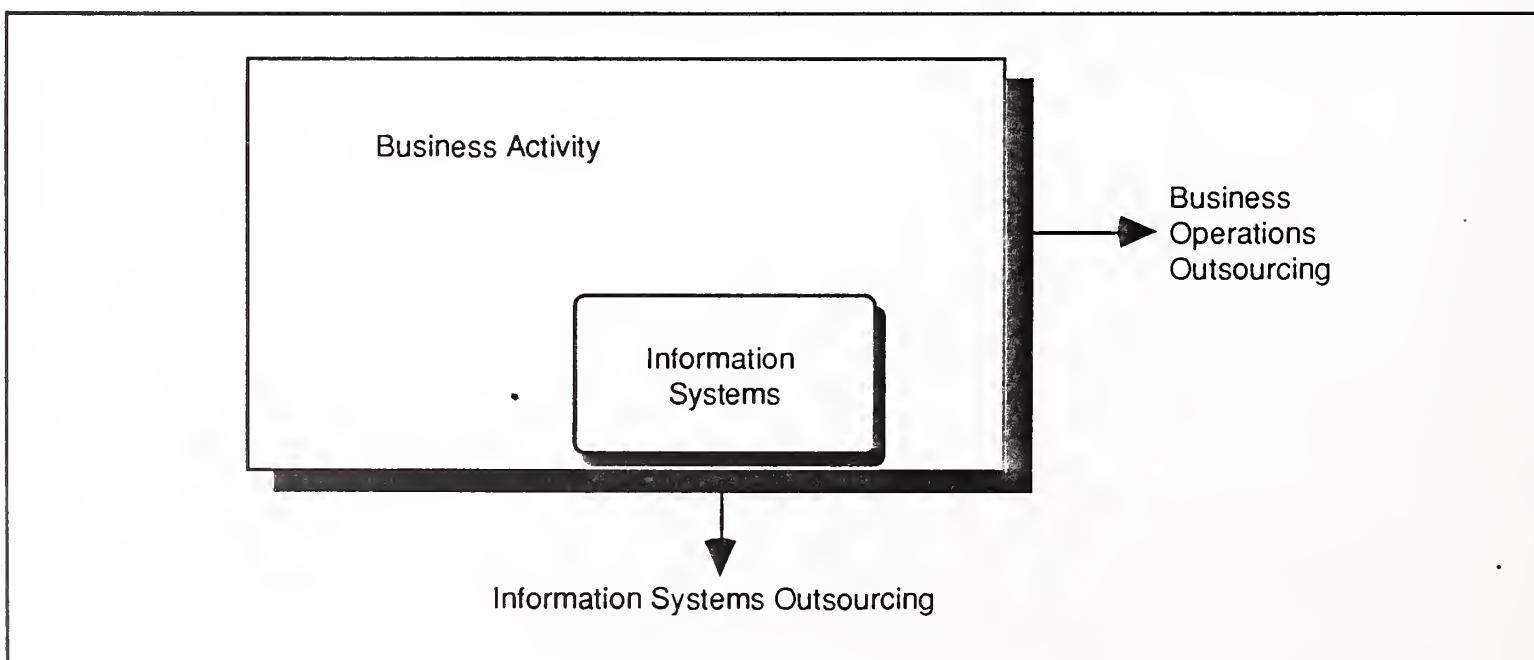 Business Activity
Business
Operations
Outsourcing
Information
Systems
Information Systems Outsourcing